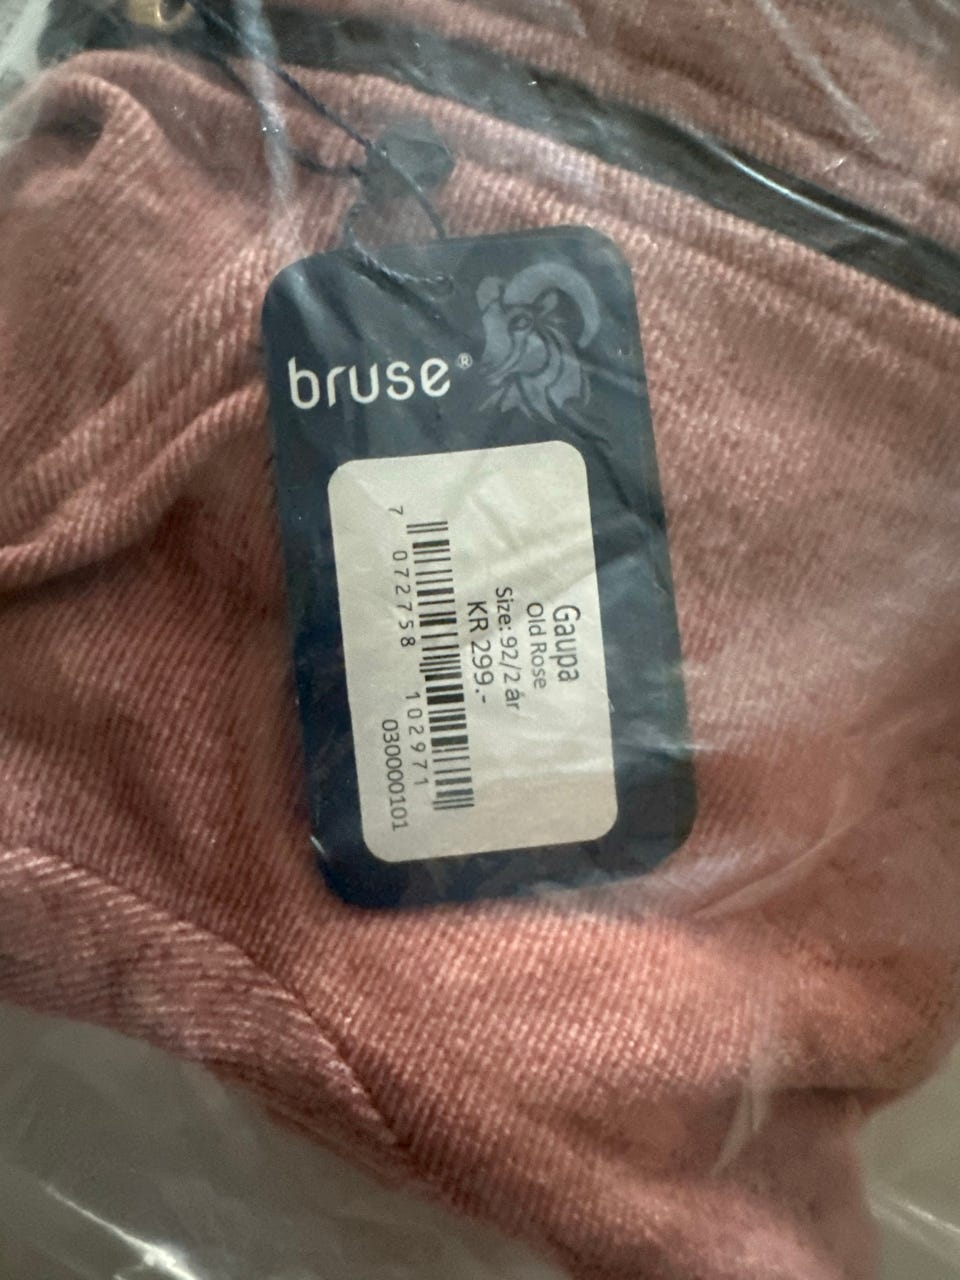 bruse®
Gaupa
Old Rose
Size: 92/2 år
KR 299.-
7 072758 102971
030000101